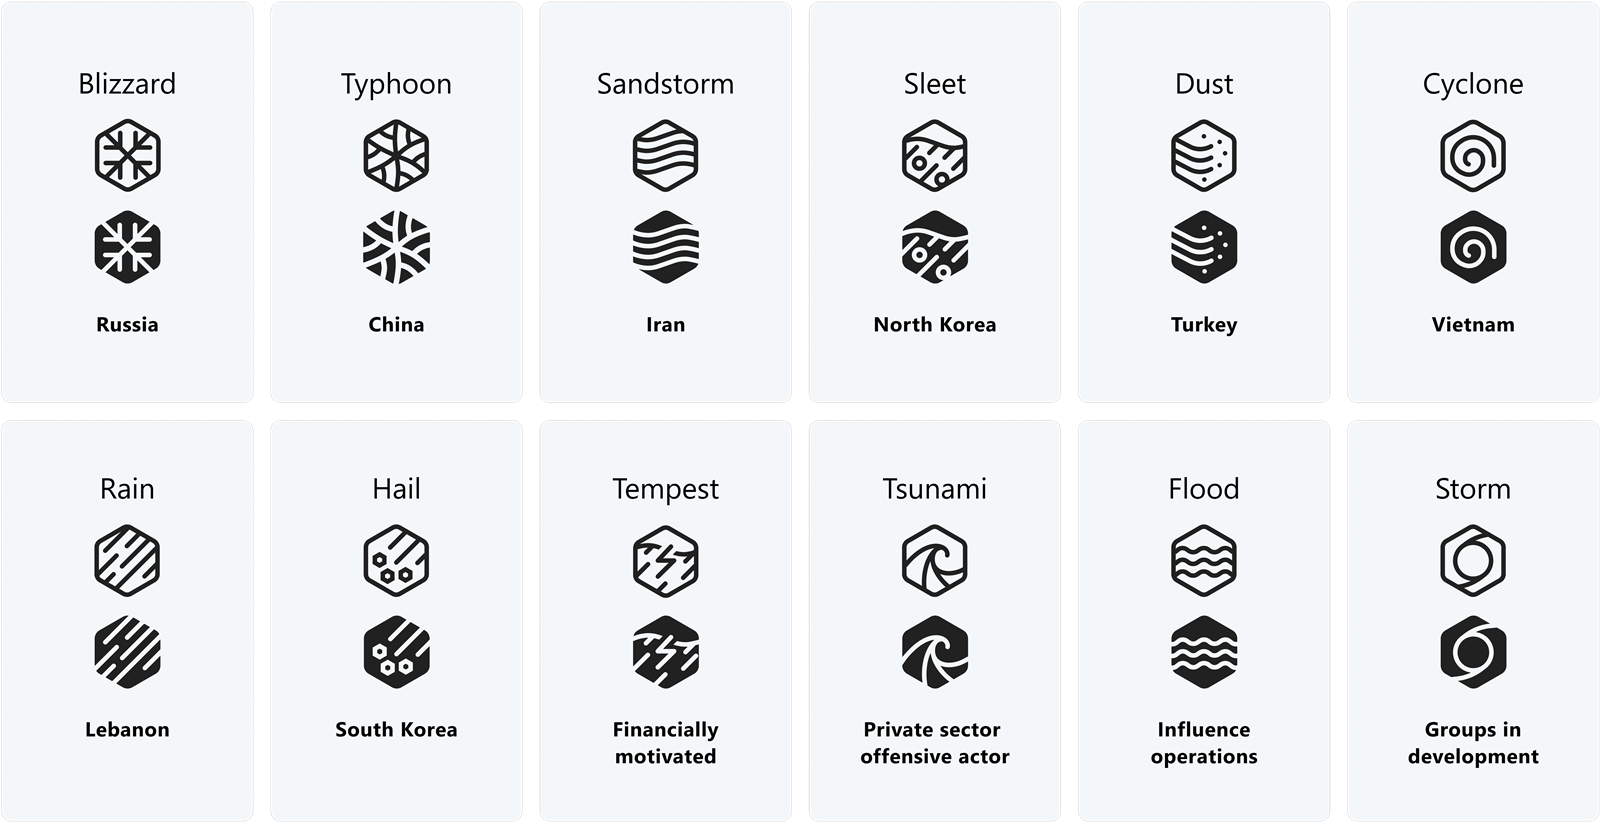 Blizzard
Typhoon
Sandstorm
Sleet
Dust
Cyclone
Russia
China
Iran
North Korea
Turkey
Vietnam
Rain
Hail
Tempest
Tsunami
Flood
Storm
Lebanon
South Korea
Financially
motivated
Private sector
offensive actor
Influence
operations
Groups in
development